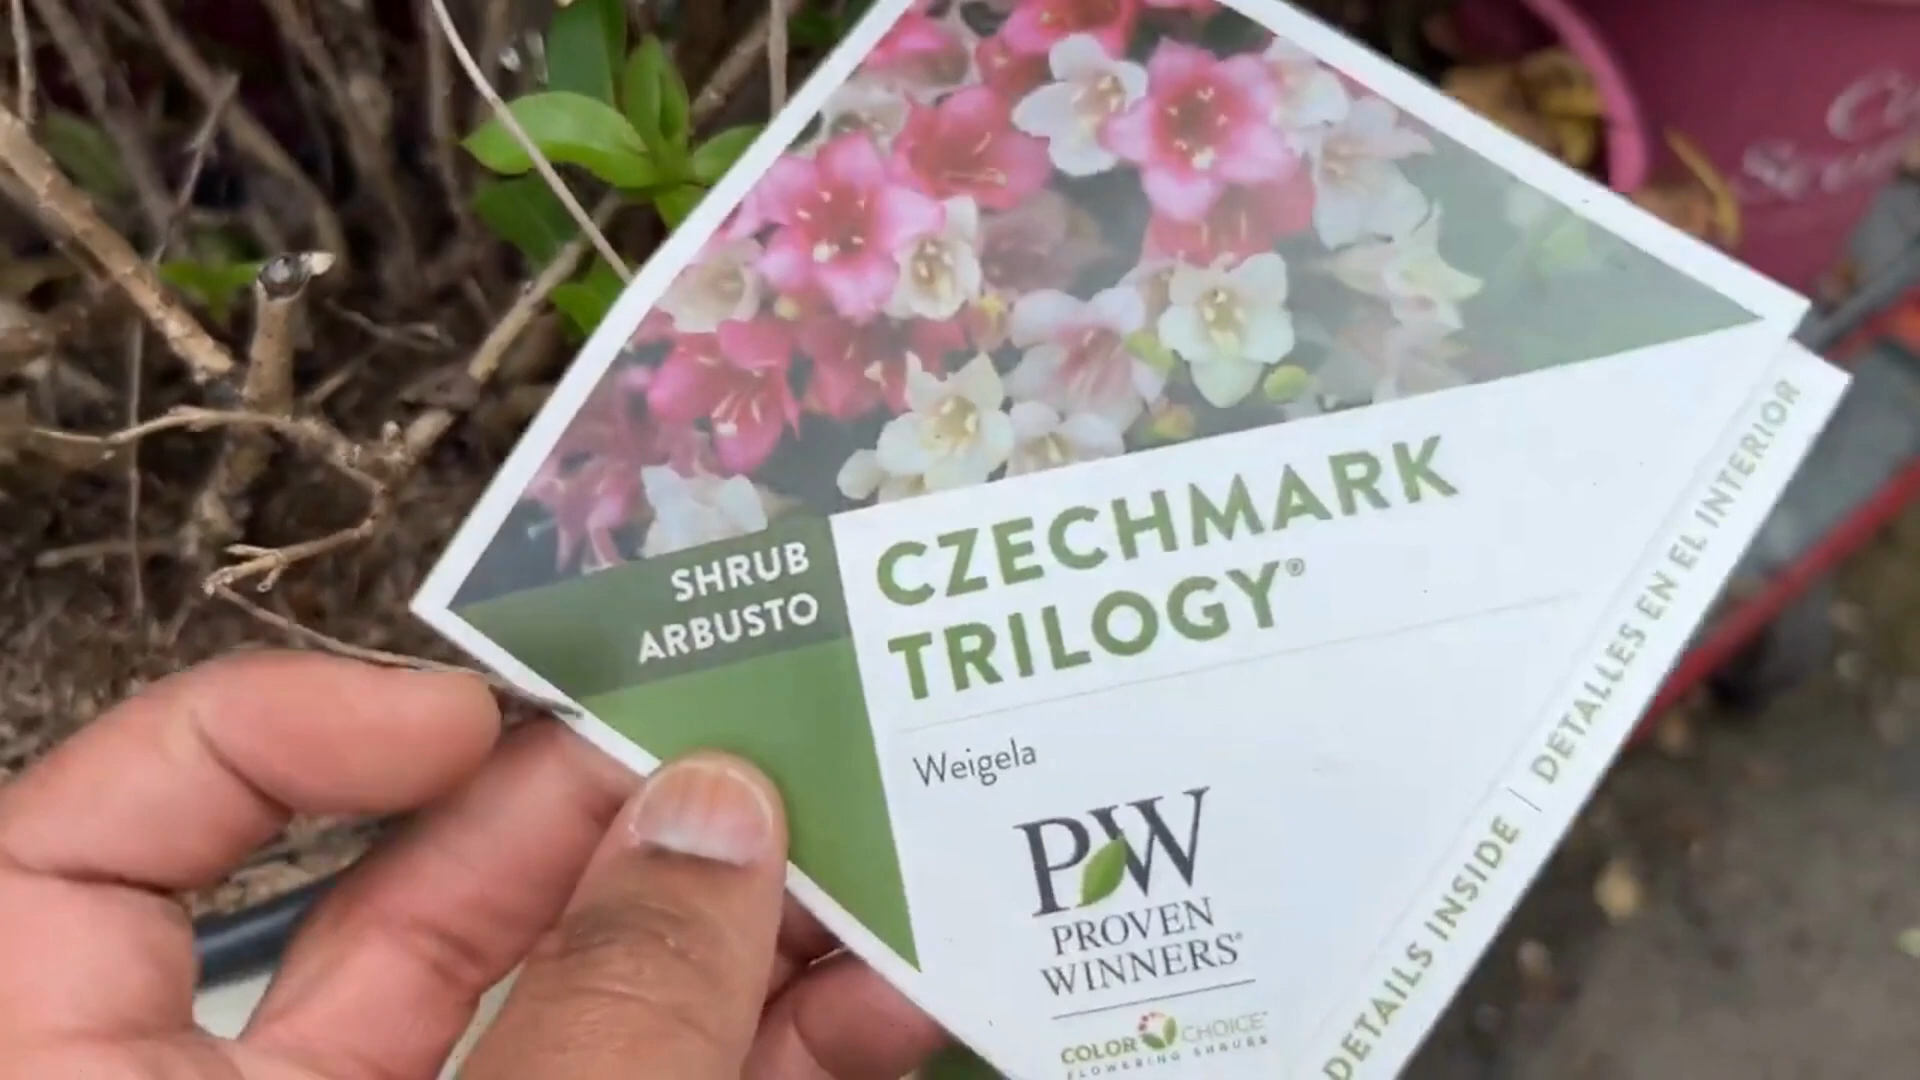 SHRUB
ARBUSTO
CZECHMARK
TRILOGY®
Weigela
PW
PROVEN
WINNERS®
COLOR CHOICE
FLOWERING SHRUBS
DETAILS INSIDE | DETALLES EN EL INTERIOR